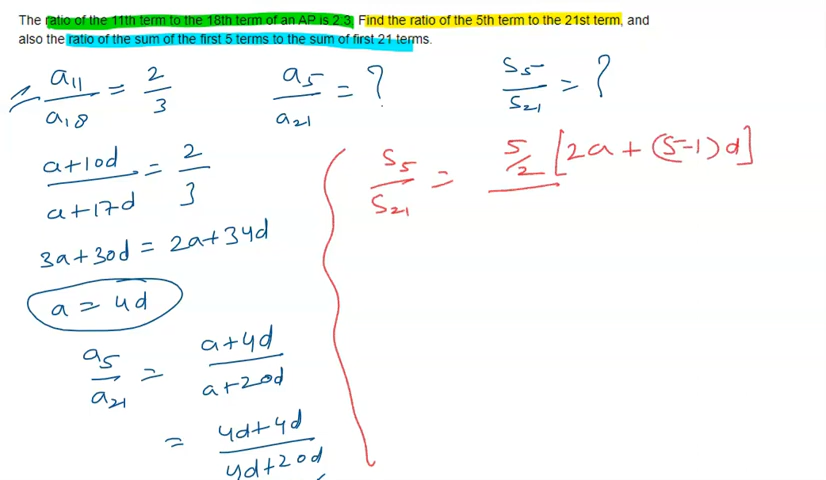 The ratio of the 11th term to the 18th term of an AP is 2:3. Find the ratio of the 5th term to the 21st term, and
also the ratio of the sum of the first 5 terms to the sum of first 21 terms.
a₁₁/a₁₈ = 2/3
a₅/a₂₁ = ?
S₅/S₂₁ = ?
a+10d/a+17d = 2/3
3a+30d = 2a+34d
a = 4d
a₅/a₂₁ = a+4d/a+20d
= 4d+4d/4d+20d
S₅/S₂₁ = 5/2 [2a + (5-1)d]